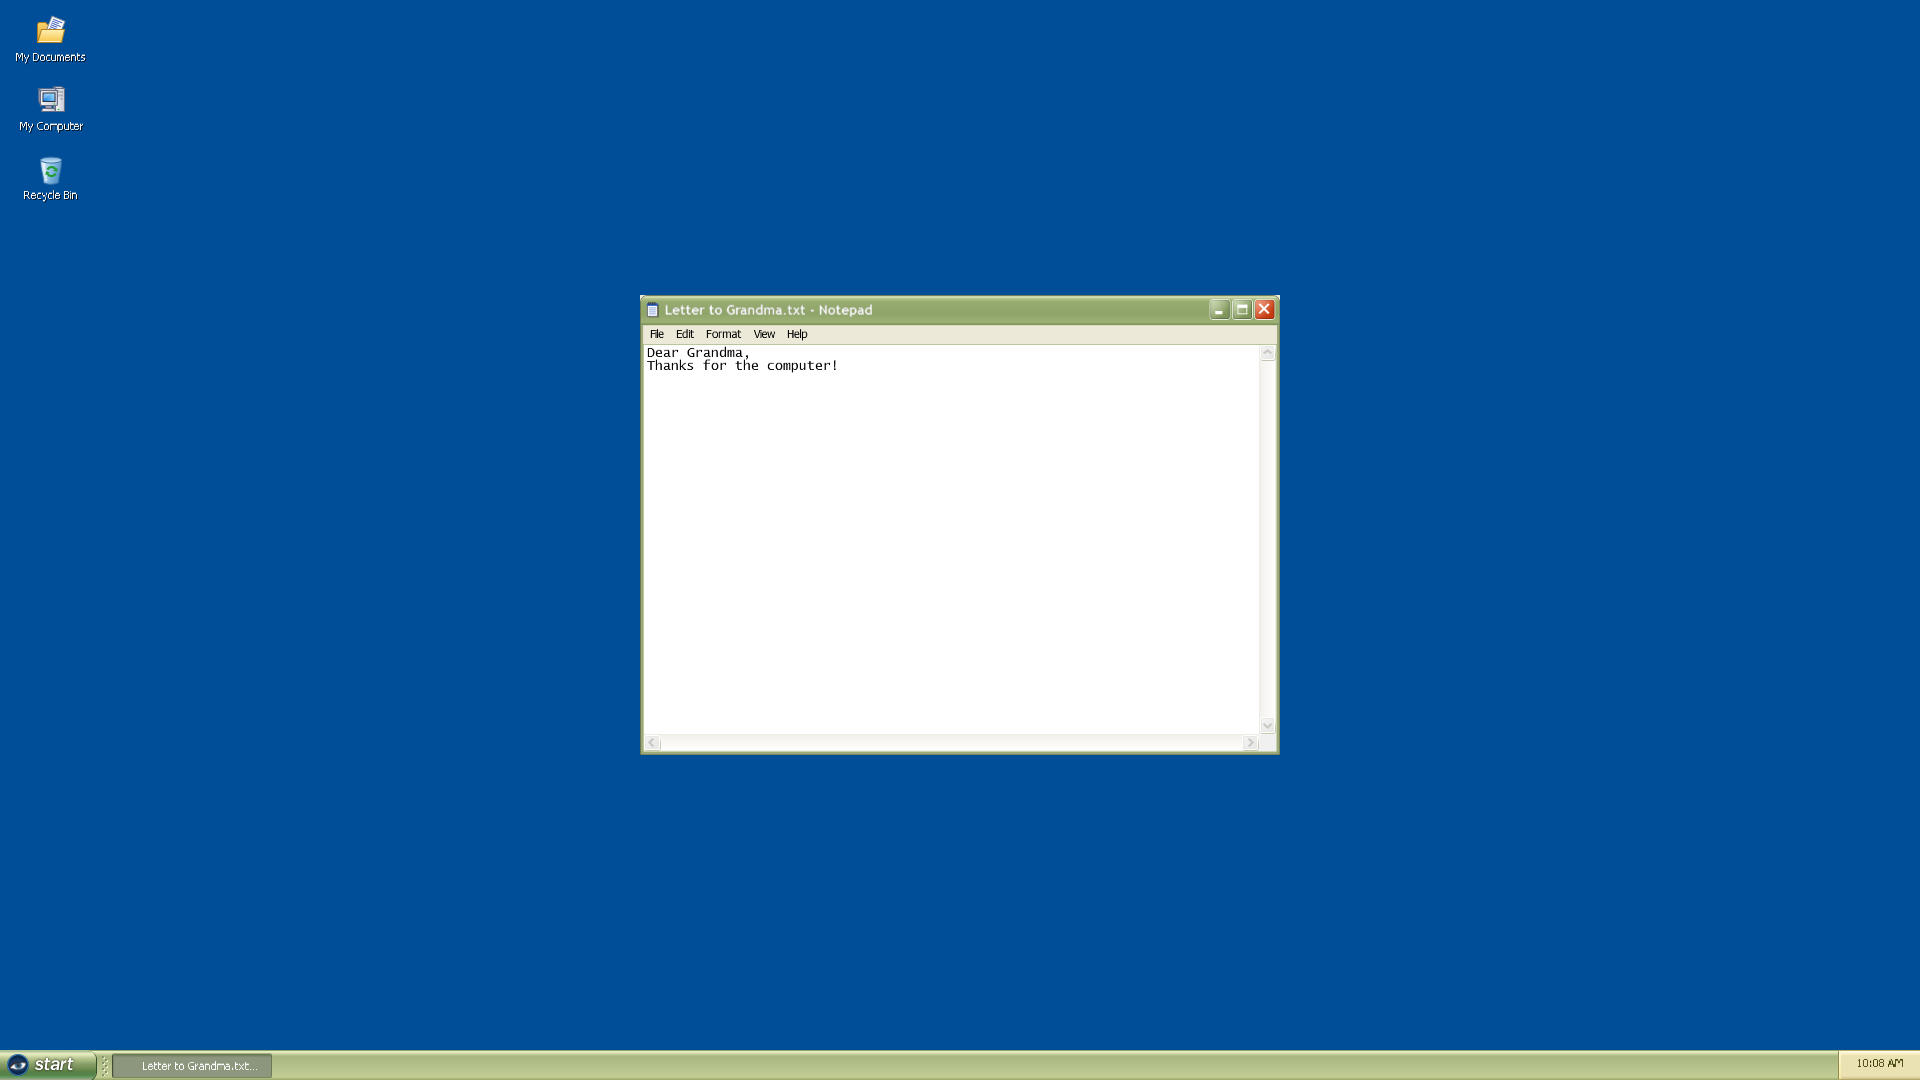 My Documents
My Computer
Recycle Bin
Letter to Grandma.txt - Notepad
File Edit Format View Help
Dear Grandma,
Thanks for the computer!
start
Letter to Grandma.txt...
10:08 AM